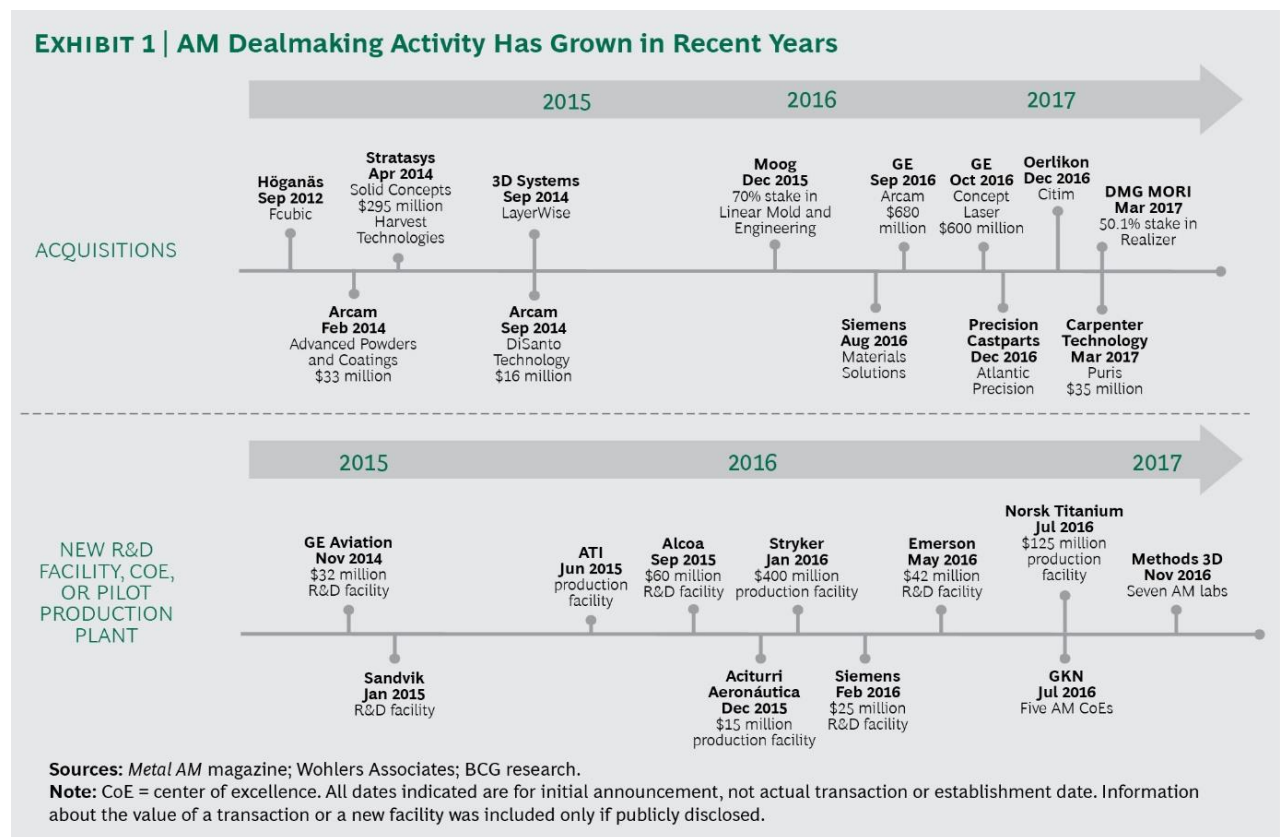 EXHIBIT 1 | AM Dealmaking Activity Has Grown in Recent Years
2015
2016
2017
ACQUISITIONS
Höganäs
Sep 2012
Fcubic
Stratasys
Apr 2014
Solid Concepts
$295 million
Harvest
Technologies
3D Systems
Sep 2014
LayerWise
Moog
Dec 2015
70% stake in
Linear Mold and
Engineering
GE
Sep 2016
Arcam
$680
million
GE
Oct 2016
Concept
Laser
$600 million
Oerlikon
Dec 2016
Citim
DMG MORI
Mar 2017
50.1% stake in
Realizer
Arcam
Feb 2014
Advanced Powders
and Coatings
$33 million
Arcam
Sep 2014
DiSanto
Technology
$16 million
Siemens
Aug 2016
Materials
Solutions
Precision
Castparts
Dec 2016
Atlantic
Precision
Carpenter
Technology
Mar 2017
Puris
$35 million
2015
2016
2017
NEW R&D
FACILITY, COE,
OR PILOT
PRODUCTION
PLANT
GE Aviation
Nov 2014
$32 million
R&D facility
ATI
Jun 2015
production
facility
Alcoa
Sep 2015
$60 million
R&D facility
Stryker
Jan 2016
$400 million
production facility
Emerson
May 2016
$42 million
R&D facility
Norsk Titanium
Jul 2016
$125 million
production
facility
Methods 3D
Nov 2016
Seven AM labs
Sandvik
Jan 2015
R&D facility
Aciturri
Aeronáutica
Dec 2015
$15 million
production facility
Siemens
Feb 2016
$25 million
R&D facility
GKN
Jul 2016
Five AM CoEs
Sources: Metal AM magazine; Wohlers Associates; BCG research.
Note: CoE = center of excellence. All dates indicated are for initial announcement, not actual transaction or establishment date. Information
about the value of a transaction or a new facility was included only if publicly disclosed.